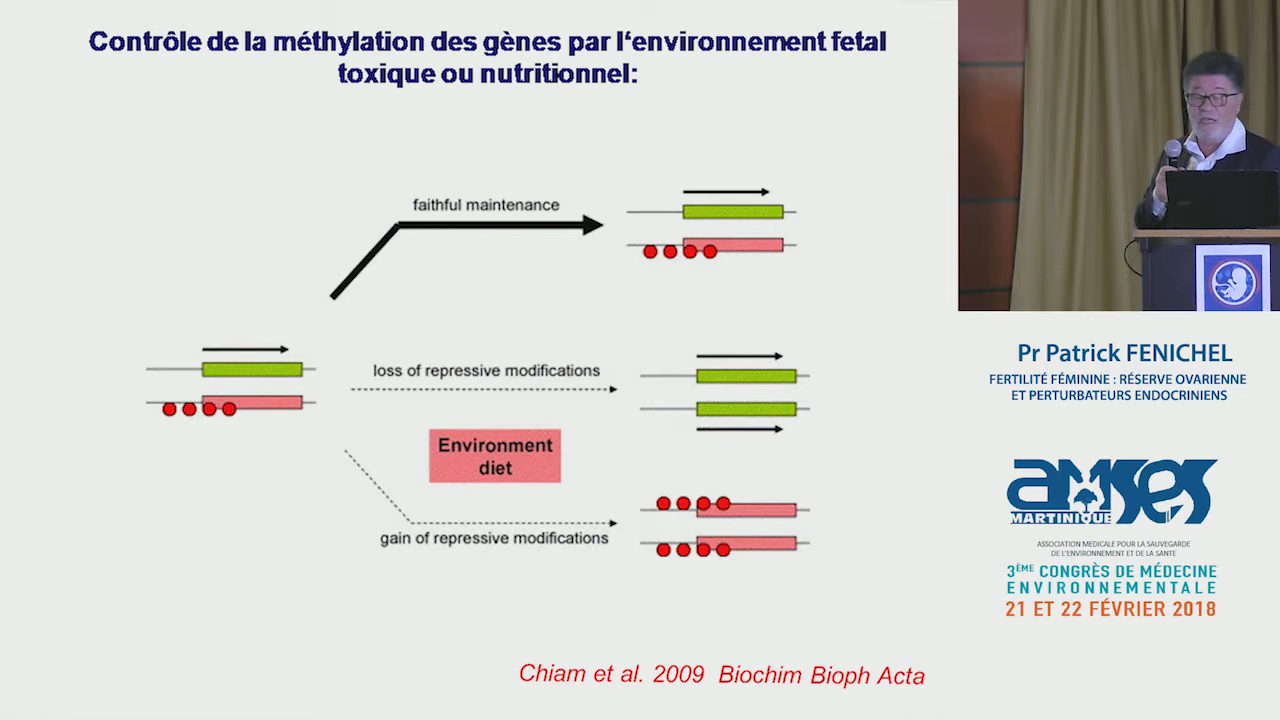 Contrôle de la méthylation des gènes par l‘environnement fetal
toxique ou nutritionnel:
faithful maintenance
loss of repressive modifications
Environment
diet
gain of repressive modifications
Chiam et al. 2009 Biochim Bioph Acta
Pr Patrick FENICHEL
FERTILITÉ FÉMININE : RÉSERVE OVARIENNE
ET PERTURBATEURS ENDOCRINIENS
AMSES
MARTINIQUE
ASSOCIATION MEDICALE POUR LA SAUVEGARDE
DE L'ENVIRONNEMENT ET DE LA SANTE
3ÈME CONGRÈS DE MÉDECINE
ENVIRONNEMENTALE
21 ET 22 FÉVRIER 2018